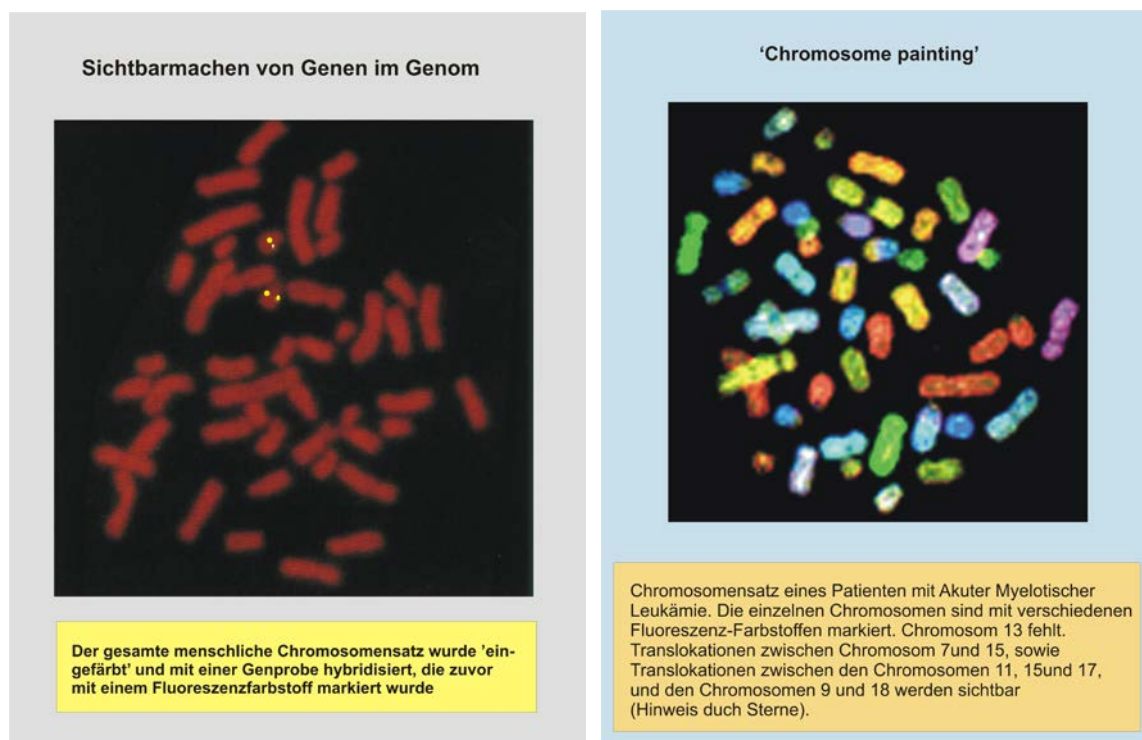 Sichtbarmachen von Genen im Genom
Der gesamte menschliche Chromosomensatz wurde 'ein-
gefärbt' und mit einer Genprobe hybridisiert, die zuvor
mit einem Fluoreszenzfarbstoff markiert wurde
'Chromosome painting'
Chromosomensatz eines Patienten mit Akuter Myelotischer
Leukämie. Die einzelnen Chromosomen sind mit verschiedenen
Fluoreszenz-Farbstoffen markiert. Chromosom 13 fehlt.
Translokationen zwischen Chromosom 7und 15, sowie
Translokationen zwischen den Chromosomen 11, 15und 17,
und den Chromosomen 9 und 18 werden sichtbar
(Hinweis duch Sterne).